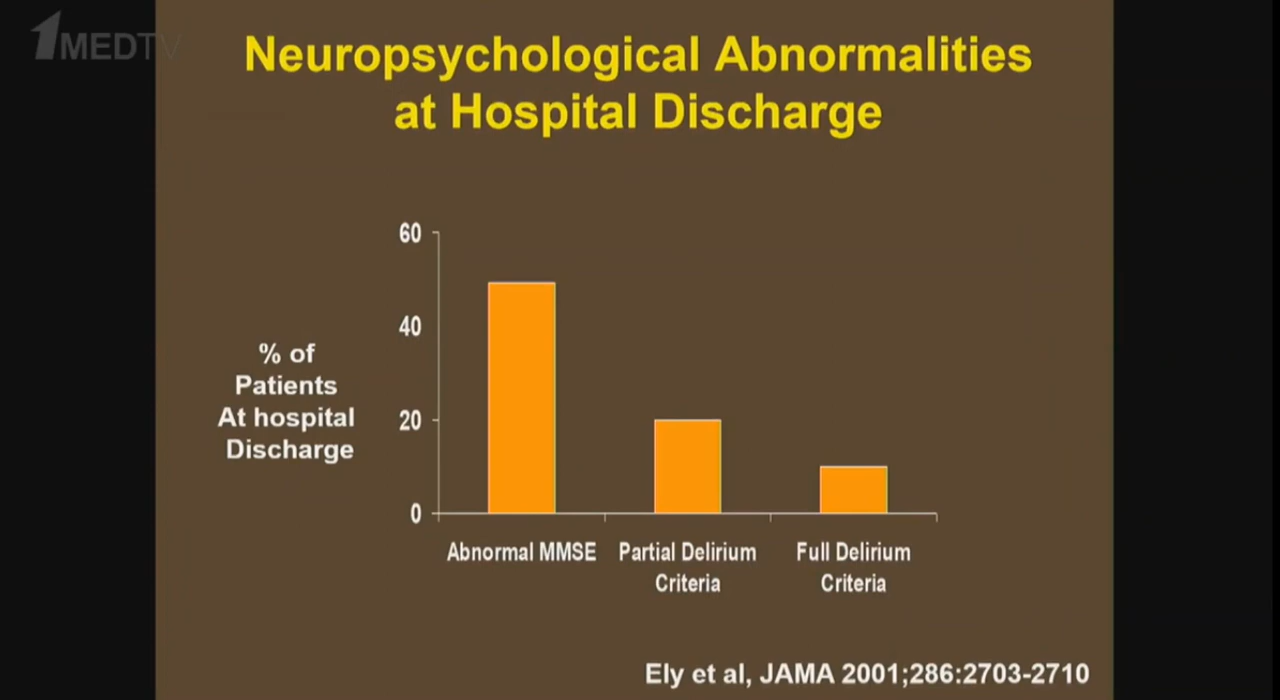 1MEDTV
Neuropsychological Abnormalities
at Hospital Discharge
60
40
20
0
% of
Patients
At hospital
Discharge
Abnormal MMSE
Partial Delirium
Criteria
Full Delirium
Criteria
Ely et al, JAMA 2001;286:2703-2710